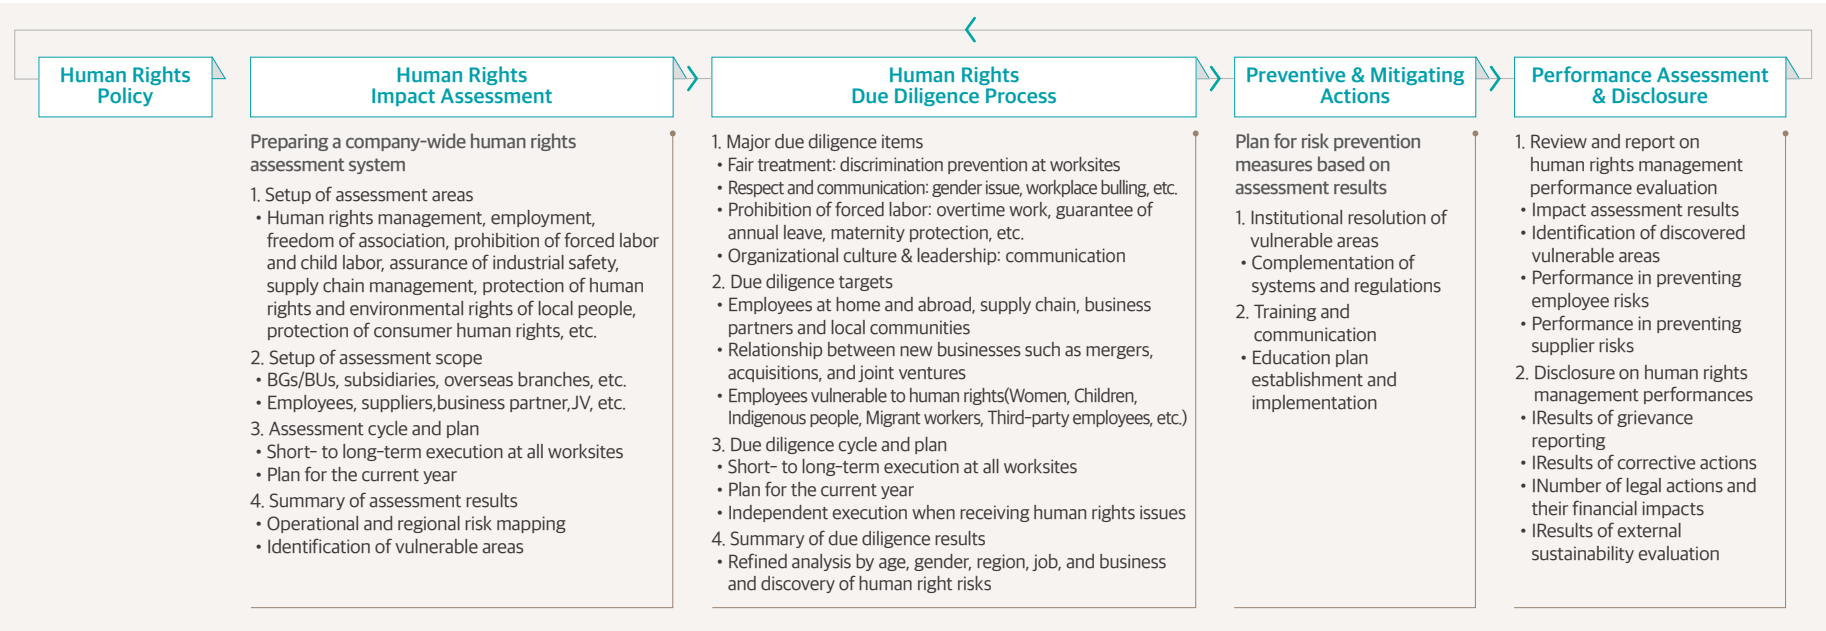 Human Rights
Policy
Human Rights
Impact Assessment
Preparing a company-wide human rights
assessment system
1. Setup of assessment areas
• Human rights management, employment,
freedom of association, prohibition of forced labor
and child labor, assurance of industrial safety,
supply chain management, protection of human
rights and environmental rights of local people,
protection of consumer human rights, etc.
2. Setup of assessment scope
• BGs/BUs, subsidiaries, overseas branches, etc.
• Employees, suppliers,business partner,JV, etc.
3. Assessment cycle and plan
• Short- to long-term execution at all worksites
• Plan for the current year
4. Summary of assessment results
• Operational and regional risk mapping
• Identification of vulnerable areas
Human Rights
Due Diligence Process
1. Major due diligence items
• Fair treatment: discrimination prevention at worksites
• Respect and communication: gender issue, workplace bulling, etc.
• Prohibition of forced labor: overtime work, guarantee of
annual leave, maternity protection, etc.
• Organizational culture & leadership: communication
2. Due diligence targets
• Employees at home and abroad, supply chain, business
partners and local communities
• Relationship between new businesses such as mergers,
acquisitions, and joint ventures
• Employees vulnerable to human rights(Women, Children,
Indigenous people, Migrant workers, Third-party employees, etc.)
3. Due diligence cycle and plan
• Short- to long-term execution at all worksites
• Plan for the current year
• Independent execution when receiving human rights issues
4. Summary of due diligence results
• Refined analysis by age, gender, region, job, and business
and discovery of human right risks
Preventive & Mitigating
Actions
Plan for risk prevention
measures based on
assessment results
1. Institutional resolution of
vulnerable areas
• Complementation of
systems and regulations
2. Training and
communication
• Education plan
establishment and
implementation
Performance Assessment
& Disclosure
1. Review and report on
human rights management
performance evaluation
• Impact assessment results
• Identification of discovered
vulnerable areas
• Performance in preventing
employee risks
• Performance in preventing
supplier risks
2. Disclosure on human rights
management performances
• IResults of grievance
reporting
• IResults of corrective actions
• INumber of legal actions and
their financial impacts
• IResults of external
sustainability evaluation